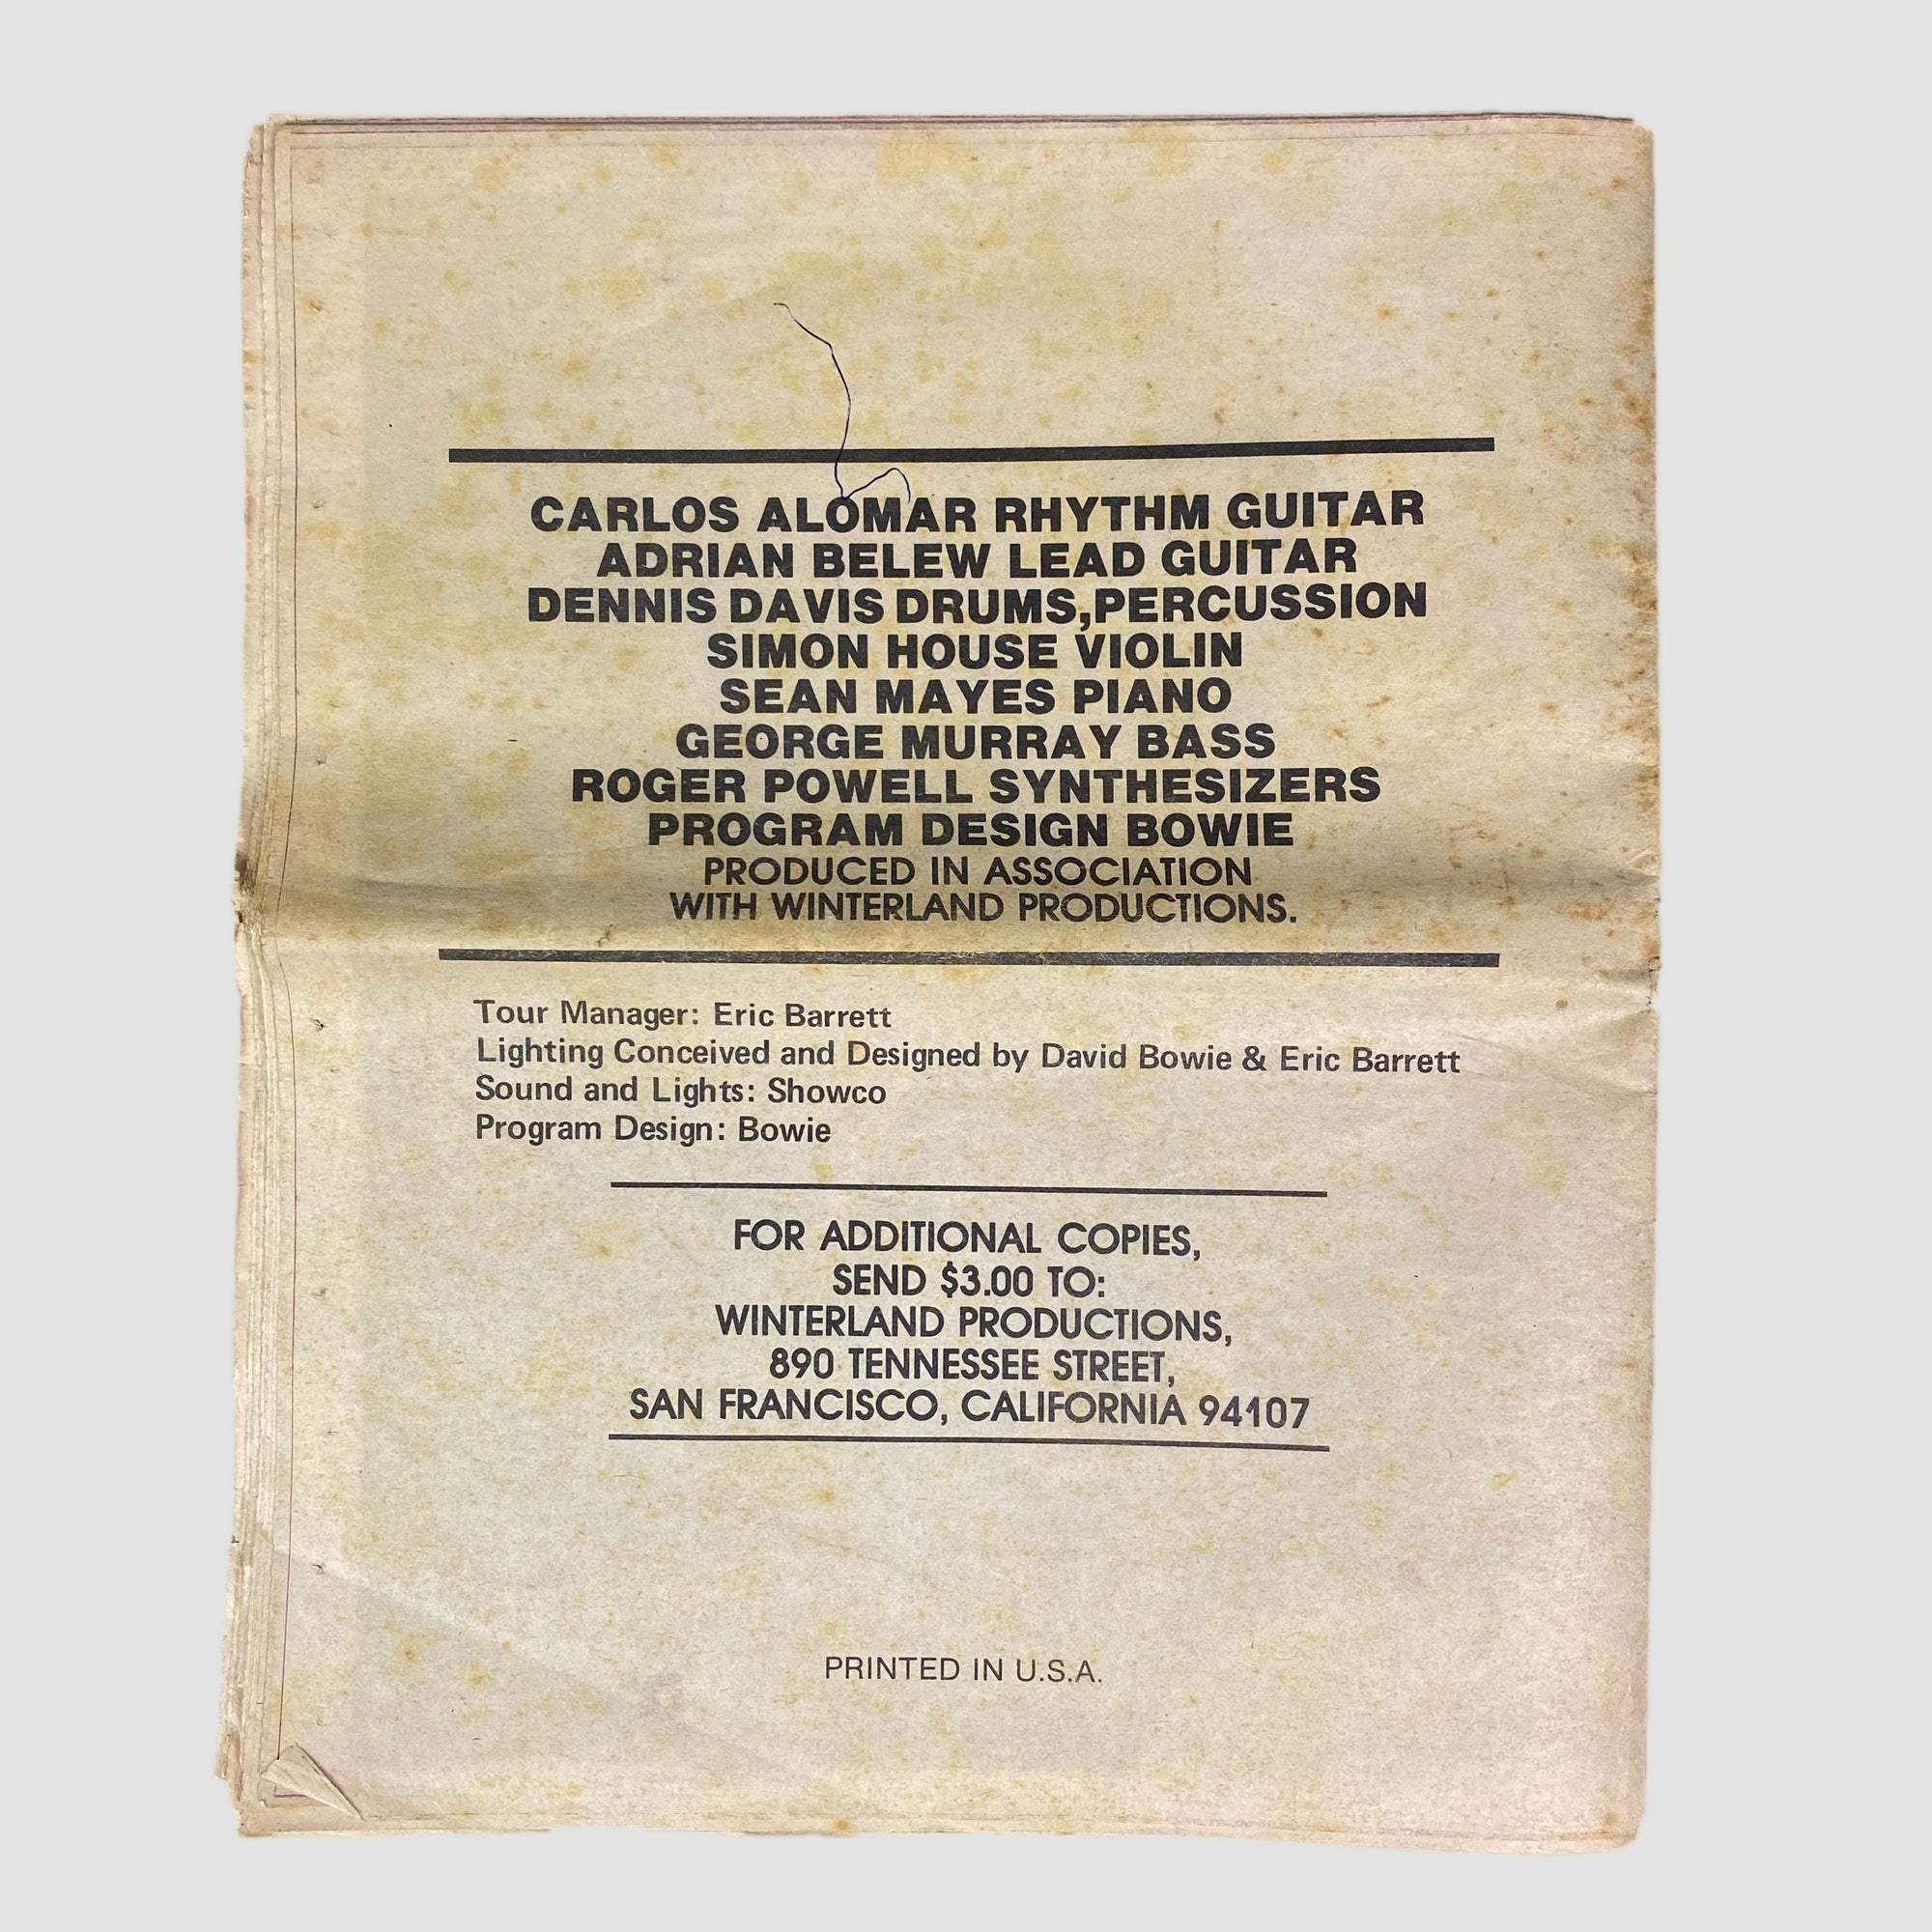 CARLOS ALOMAR RHYTHM GUITAR
ADRIAN BELEW LEAD GUITAR
DENNIS DAVIS DRUMS,PERCUSSION
SIMON HOUSE VIOLIN
SEAN MAYES PIANO
GEORGE MURRAY BASS
ROGER POWELL SYNTHESIZERS
PROGRAM DESIGN BOWIE
PRODUCED IN ASSOCIATION
WITH WINTERLAND PRODUCTIONS.
Tour Manager: Eric Barrett
Lighting Conceived and Designed by David Bowie & Eric Barrett
Sound and Lights: Showco
Program Design: Bowie
FOR ADDITIONAL COPIES,
SEND $3.00 TO:
WINTERLAND PRODUCTIONS,
890 TENNESSEE STREET,
SAN FRANCISCO, CALIFORNIA 94107
PRINTED IN U.S.A.